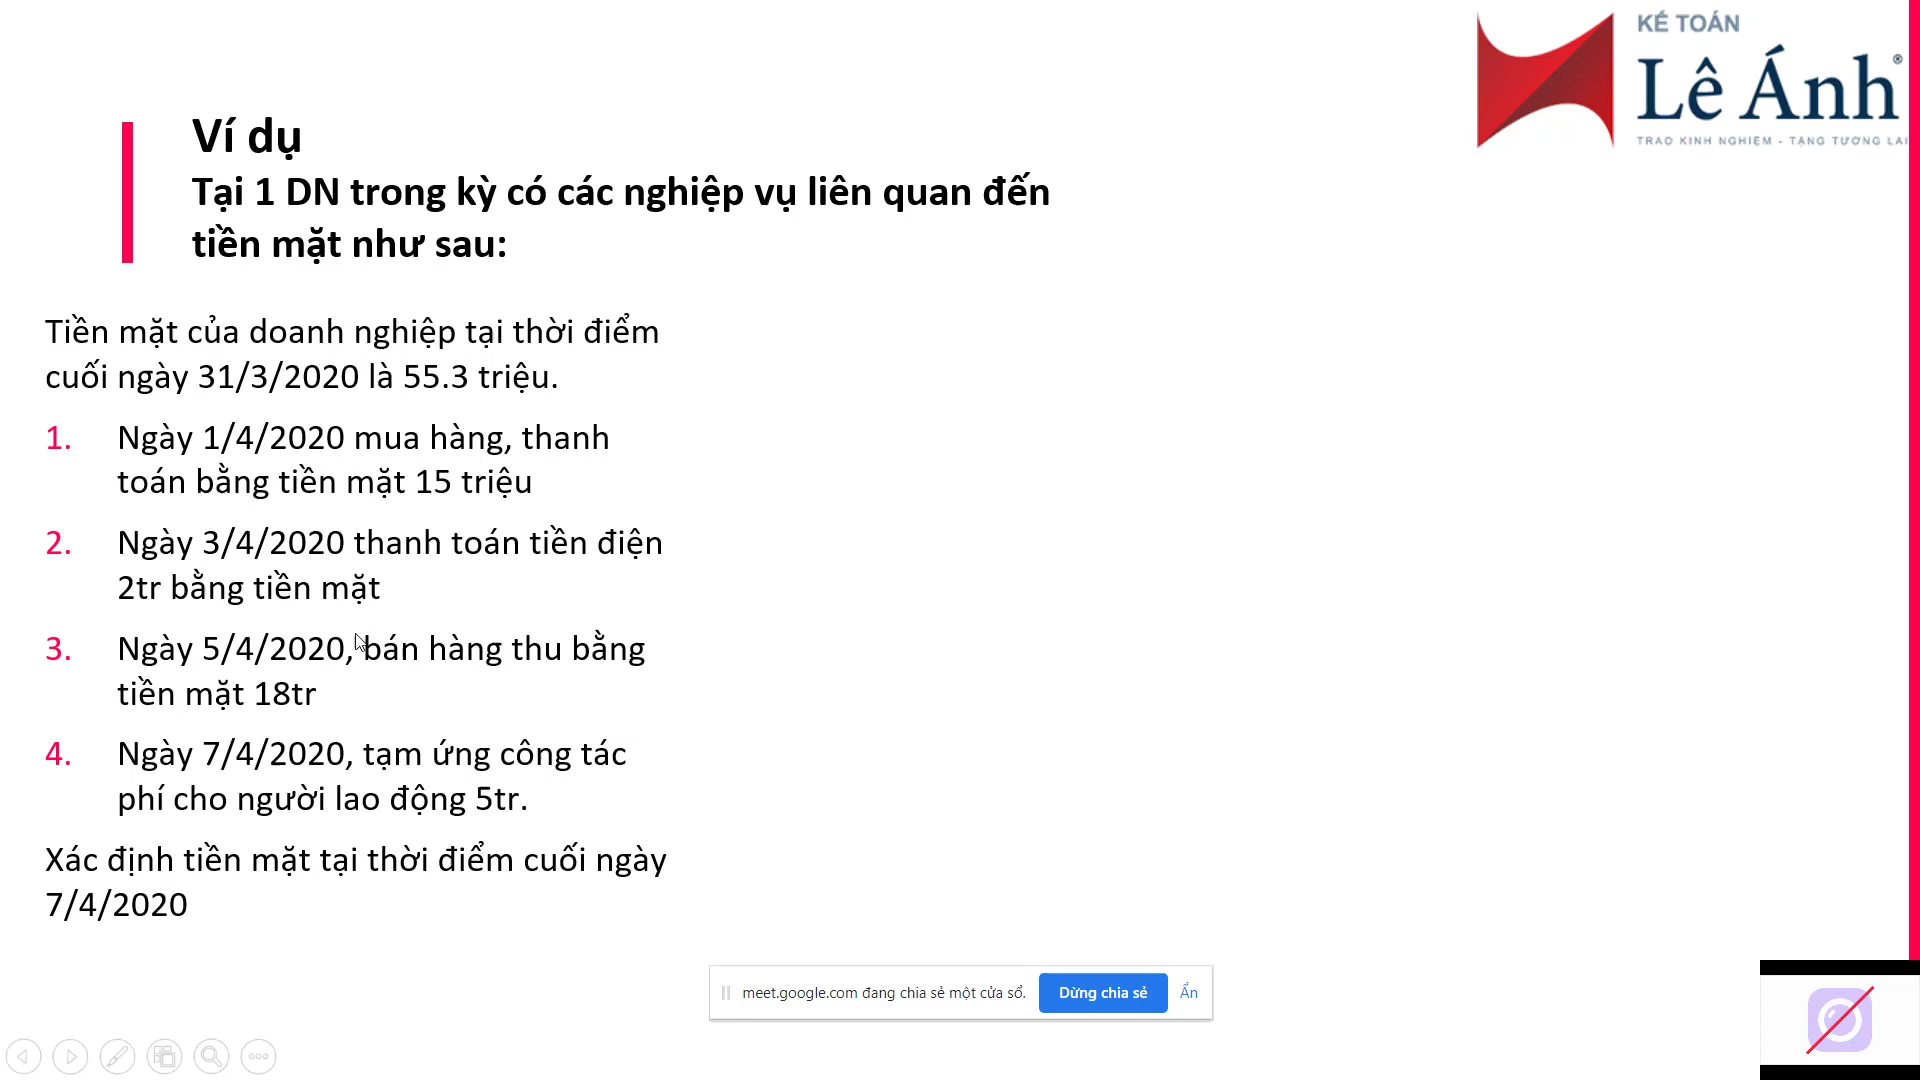 KẾ TOÁN
Lê Ánh®
TRAO KINH NGHIỆM - TẶNG TƯƠNG LAI
Ví dụ
Tại 1 DN trong kỳ có các nghiệp vụ liên quan đến
tiền mặt như sau:
Tiền mặt của doanh nghiệp tại thời điểm
cuối ngày 31/3/2020 là 55.3 triệu.
1. Ngày 1/4/2020 mua hàng, thanh
toán bằng tiền mặt 15 triệu
2. Ngày 3/4/2020 thanh toán tiền điện
2tr bằng tiền mặt
3. Ngày 5/4/2020, bán hàng thu bằng
tiền mặt 18tr
4. Ngày 7/4/2020, tạm ứng công tác
phí cho người lao động 5tr.
Xác định tiền mặt tại thời điểm cuối ngày
7/4/2020
meet.google.com đang chia sẻ một cửa sổ. Dừng chia sẻ Ẩn